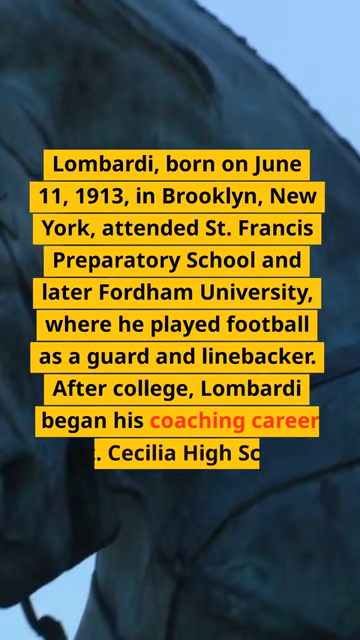 Lombardi, born on June
11, 1913, in Brooklyn, New
York, attended St. Francis
Preparatory School and
later Fordham University,
where he played football
as a guard and linebacker.
After college, Lombardi
began his coaching career
. Cecilia High Sc